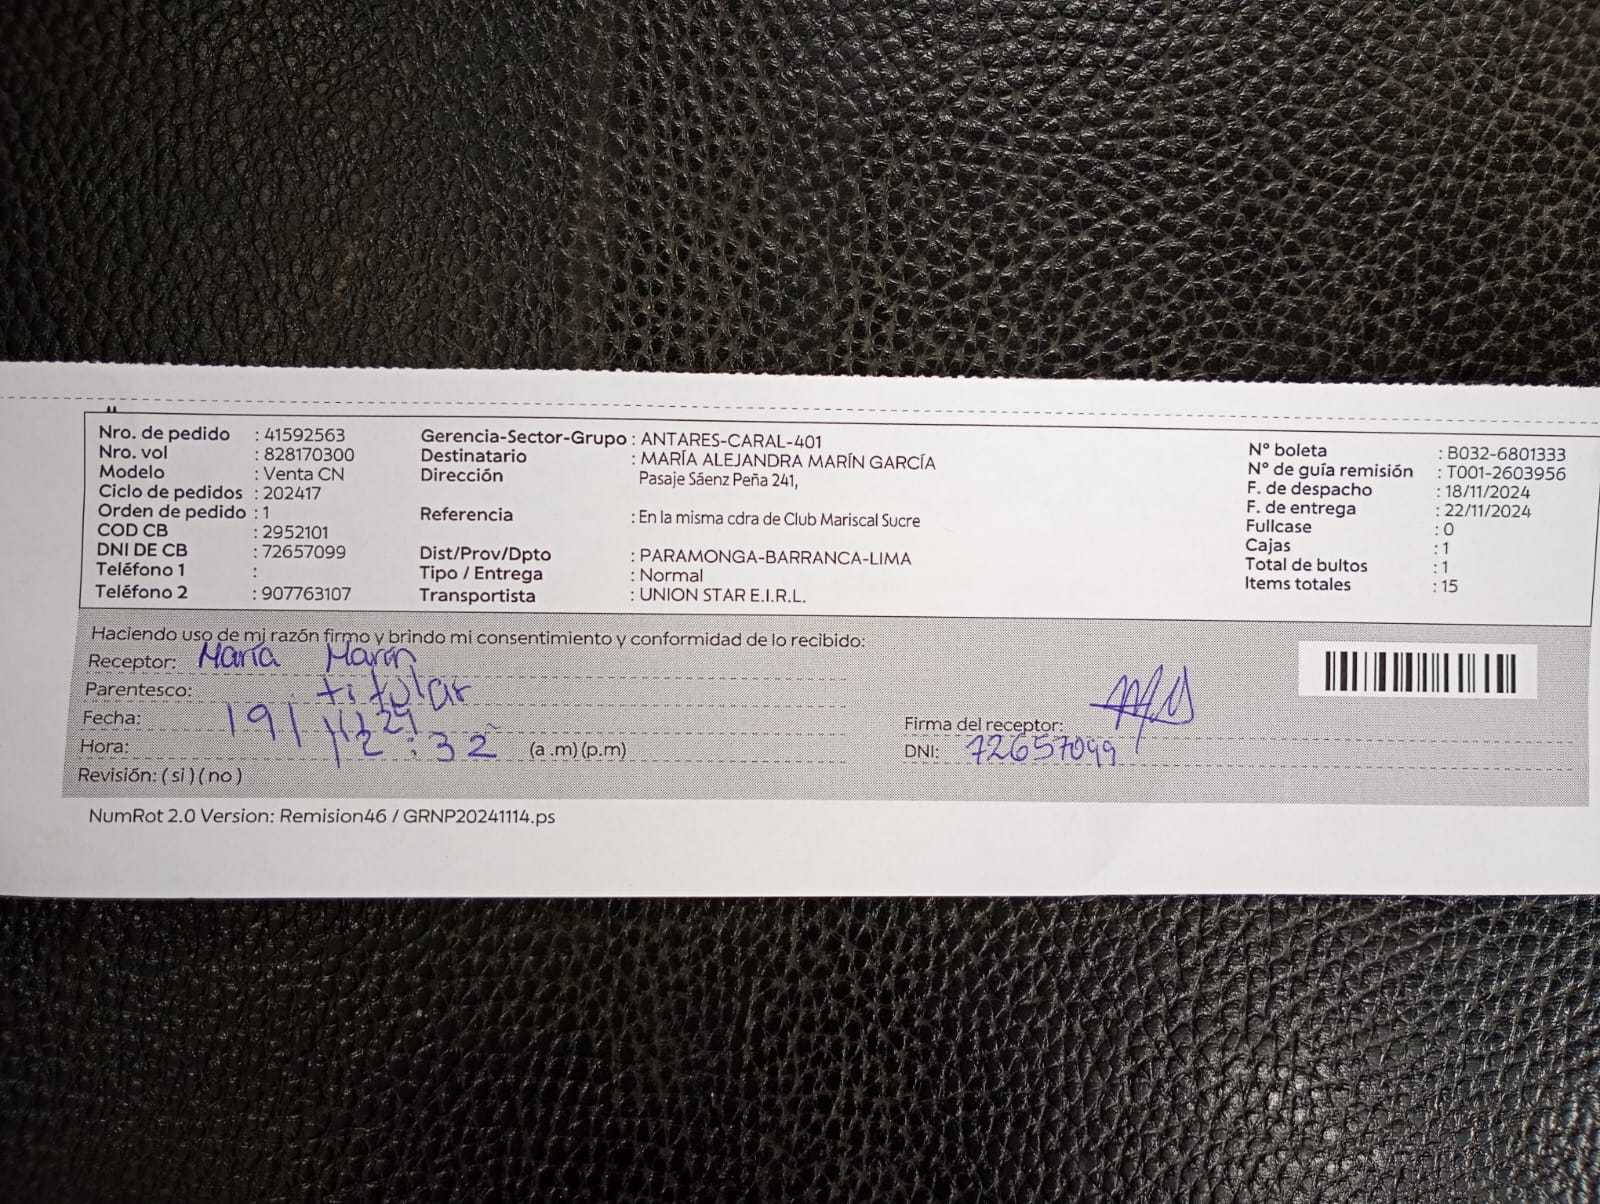 Nro. de pedido : 41592563
Nro. vol : 828170300
Modelo : Venta CN
Ciclo de pedidos : 202417
Orden de pedido : 1
COD CB : 2952101
DNI DE CB : 72657099
Teléfono 1 :
Teléfono 2 : 907763107
Gerencia-Sector-Grupo : ANTARES-CARAL-401
Destinatario : MARÍA ALEJANDRA MARÍN GARCÍA
Dirección Pasaje Sáenz Peña 241,
Referencia : En la misma cdra de Club Mariscal Sucre
Dist/Prov/Dpto : PARAMONGA-BARRANCA-LIMA
Tipo / Entrega : Normal
Transportista : UNION STAR E.I.R.L.
N° boleta : B032-6801333
N° de guía remisión : T001-2603956
F. de despacho : 18/11/2024
F. de entrega : 22/11/2024
Fullcase : 0
Cajas : 1
Total de bultos : 1
Items totales : 15
Haciendo uso de mi razón firmo y brindo mi consentimiento y conformidad de lo recibido:
Receptor: María Marín
Parentesco: titular
Fecha: 19/11/24
Hora: 12:32 (a.m)(p.m)
Revisión: (si)(no)
Firma del receptor:
DNI: 72657099
NumRot 2.0 Version: Remision46 / GRNP20241114.ps